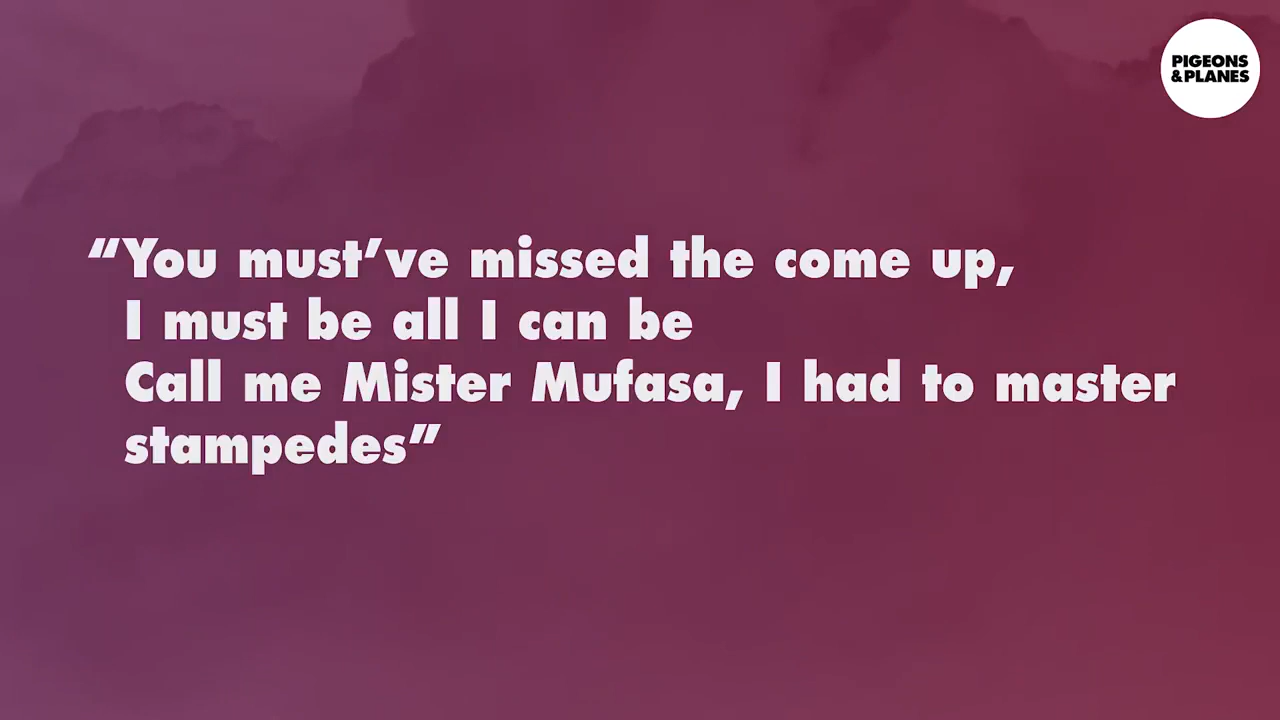 PIGEONS
&PLANES
“You must’ve missed the come up,
I must be all I can be
Call me Mister Mufasa, I had to master
stampedes”